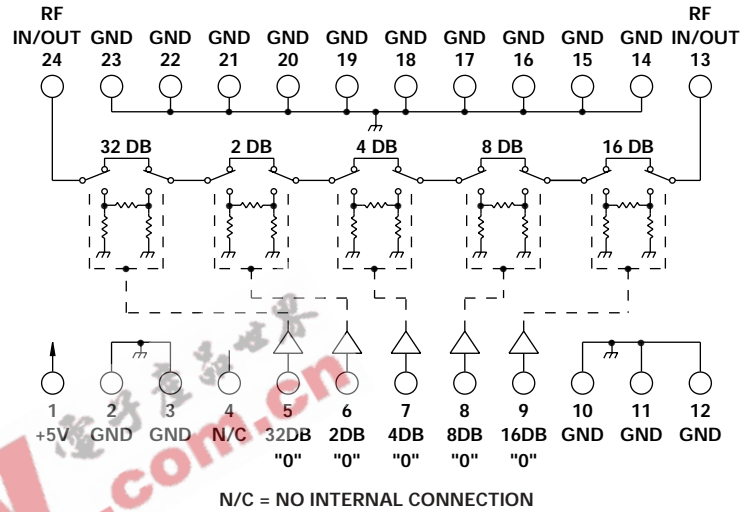 RF RF
IN/OUT GND GND GND GND GND GND GND GND GND GND IN/OUT
24 23 22 21 20 19 18 17 16 15 14 13
32 DB 2 DB 4 DB 8 DB 16 DB
1 2 3 4 5 6 7 8 9 10 11 12
+5V GND GND N/C 32DB 2DB 4DB 8DB 16DB GND GND GND
"0" "0" "0" "0" "0"
N/C = NO INTERNAL CONNECTION
.com.cn